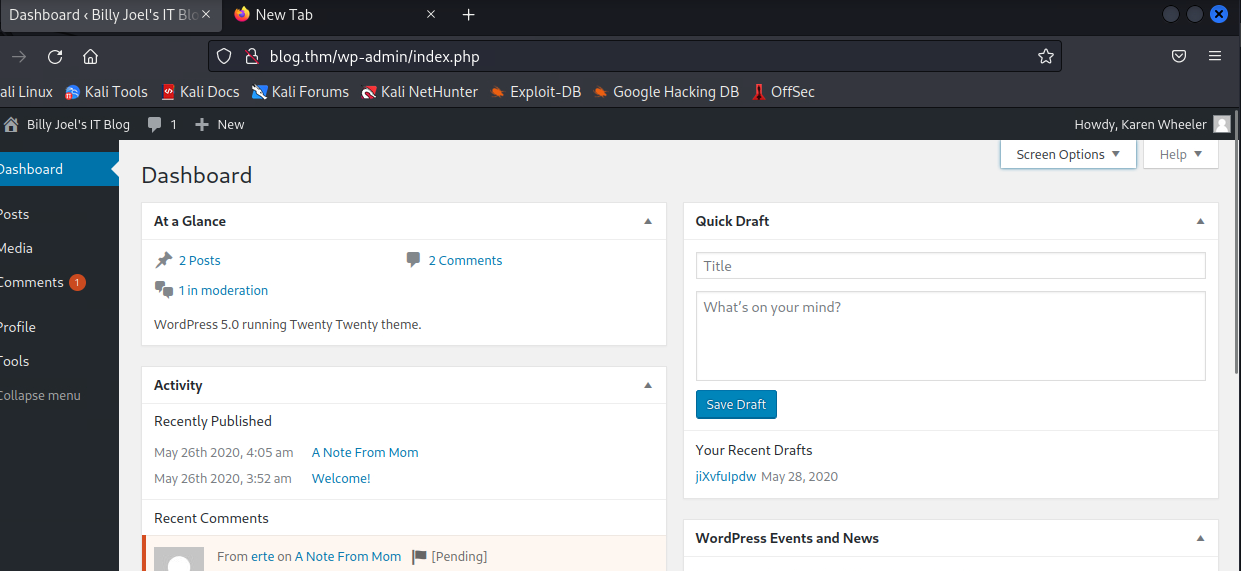 Dashboard ‹ Billy Joel's IT Blo
New Tab
blog.thm/wp-admin/index.php
ali Linux Kali Tools Kali Docs Kali Forums Kali NetHunter Exploit-DB Google Hacking DB OffSec
Billy Joel's IT Blog 1 New Howdy, Karen Wheeler
Dashboard
Posts
Media
Comments 1
Profile
Tools
Collapse menu
Screen Options Help
Dashboard
At a Glance
2 Posts 2 Comments
1 in moderation
WordPress 5.0 running Twenty Twenty theme.
Activity
Recently Published
May 26th 2020, 4:05 am A Note From Mom
May 26th 2020, 3:52 am Welcome!
Recent Comments
From erte on A Note From Mom [Pending]
Quick Draft
Title
What's on your mind?
Save Draft
Your Recent Drafts
jiXvfuIpdw May 28, 2020
WordPress Events and News